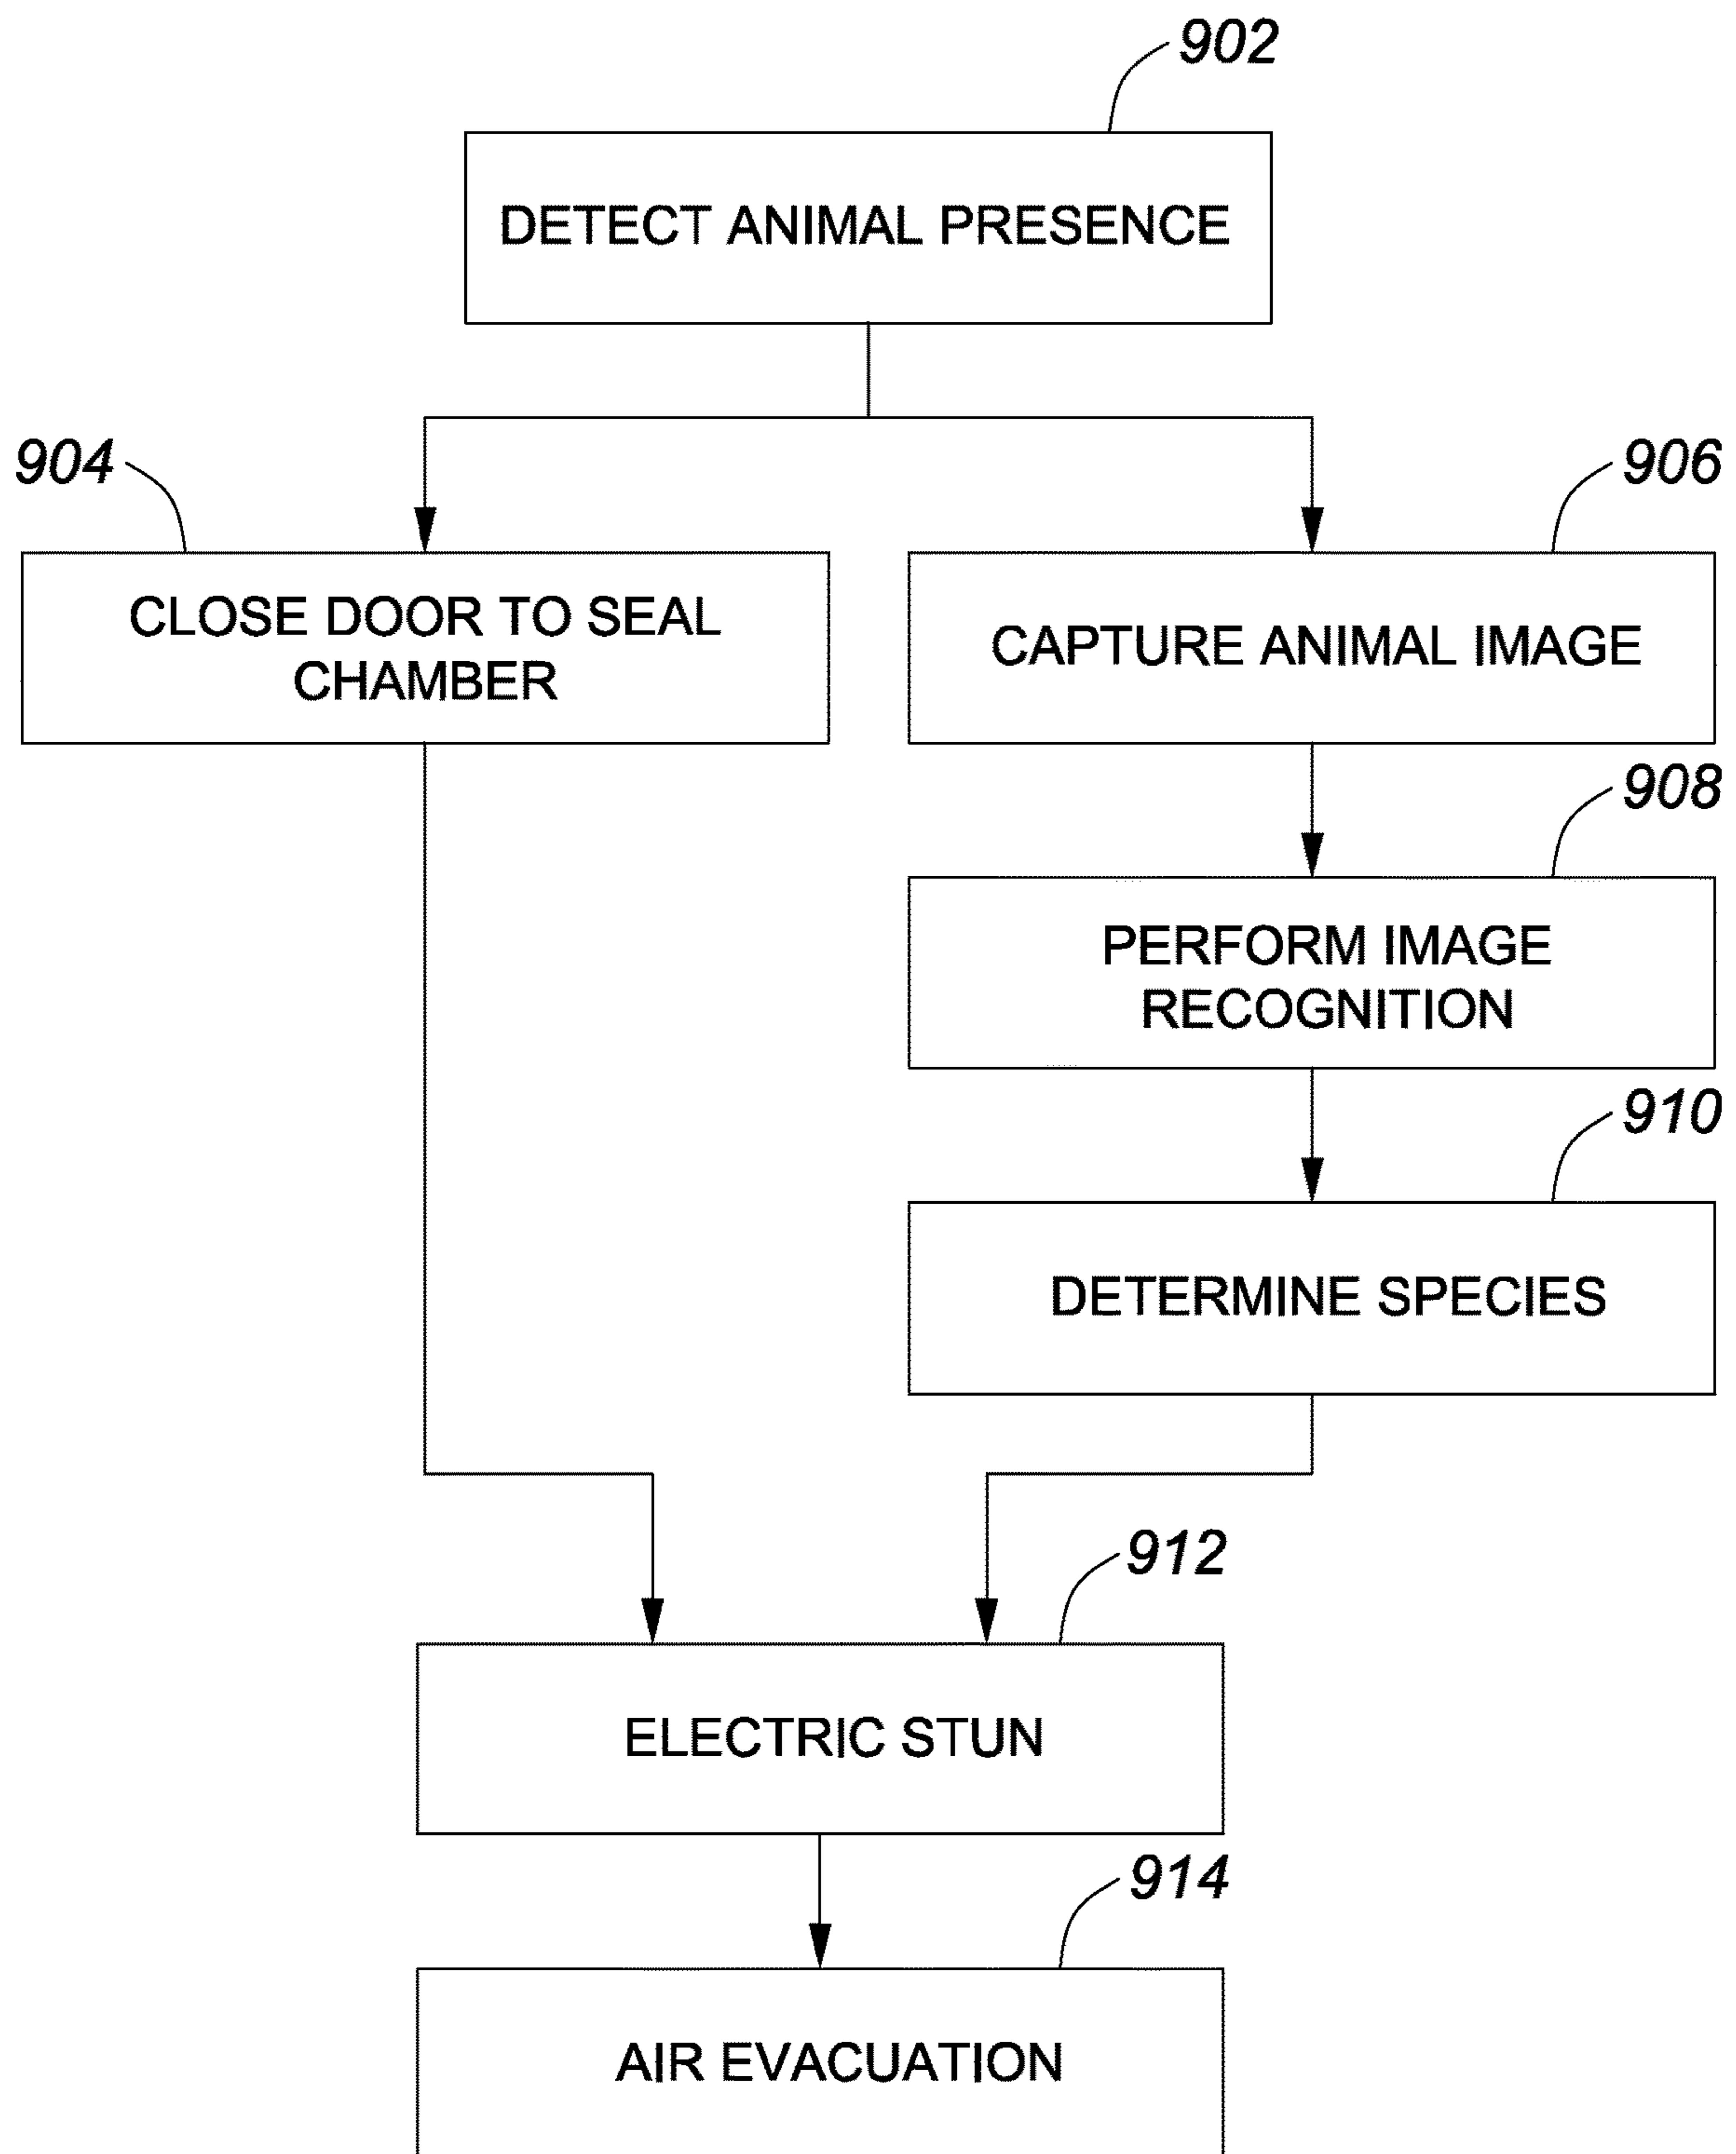 902
DETECT ANIMAL PRESENCE
904
906
CLOSE DOOR TO SEAL
CHAMBER
CAPTURE ANIMAL IMAGE
908
PERFORM IMAGE
RECOGNITION
910
DETERMINE SPECIES
912
ELECTRIC STUN
914
AIR EVACUATION